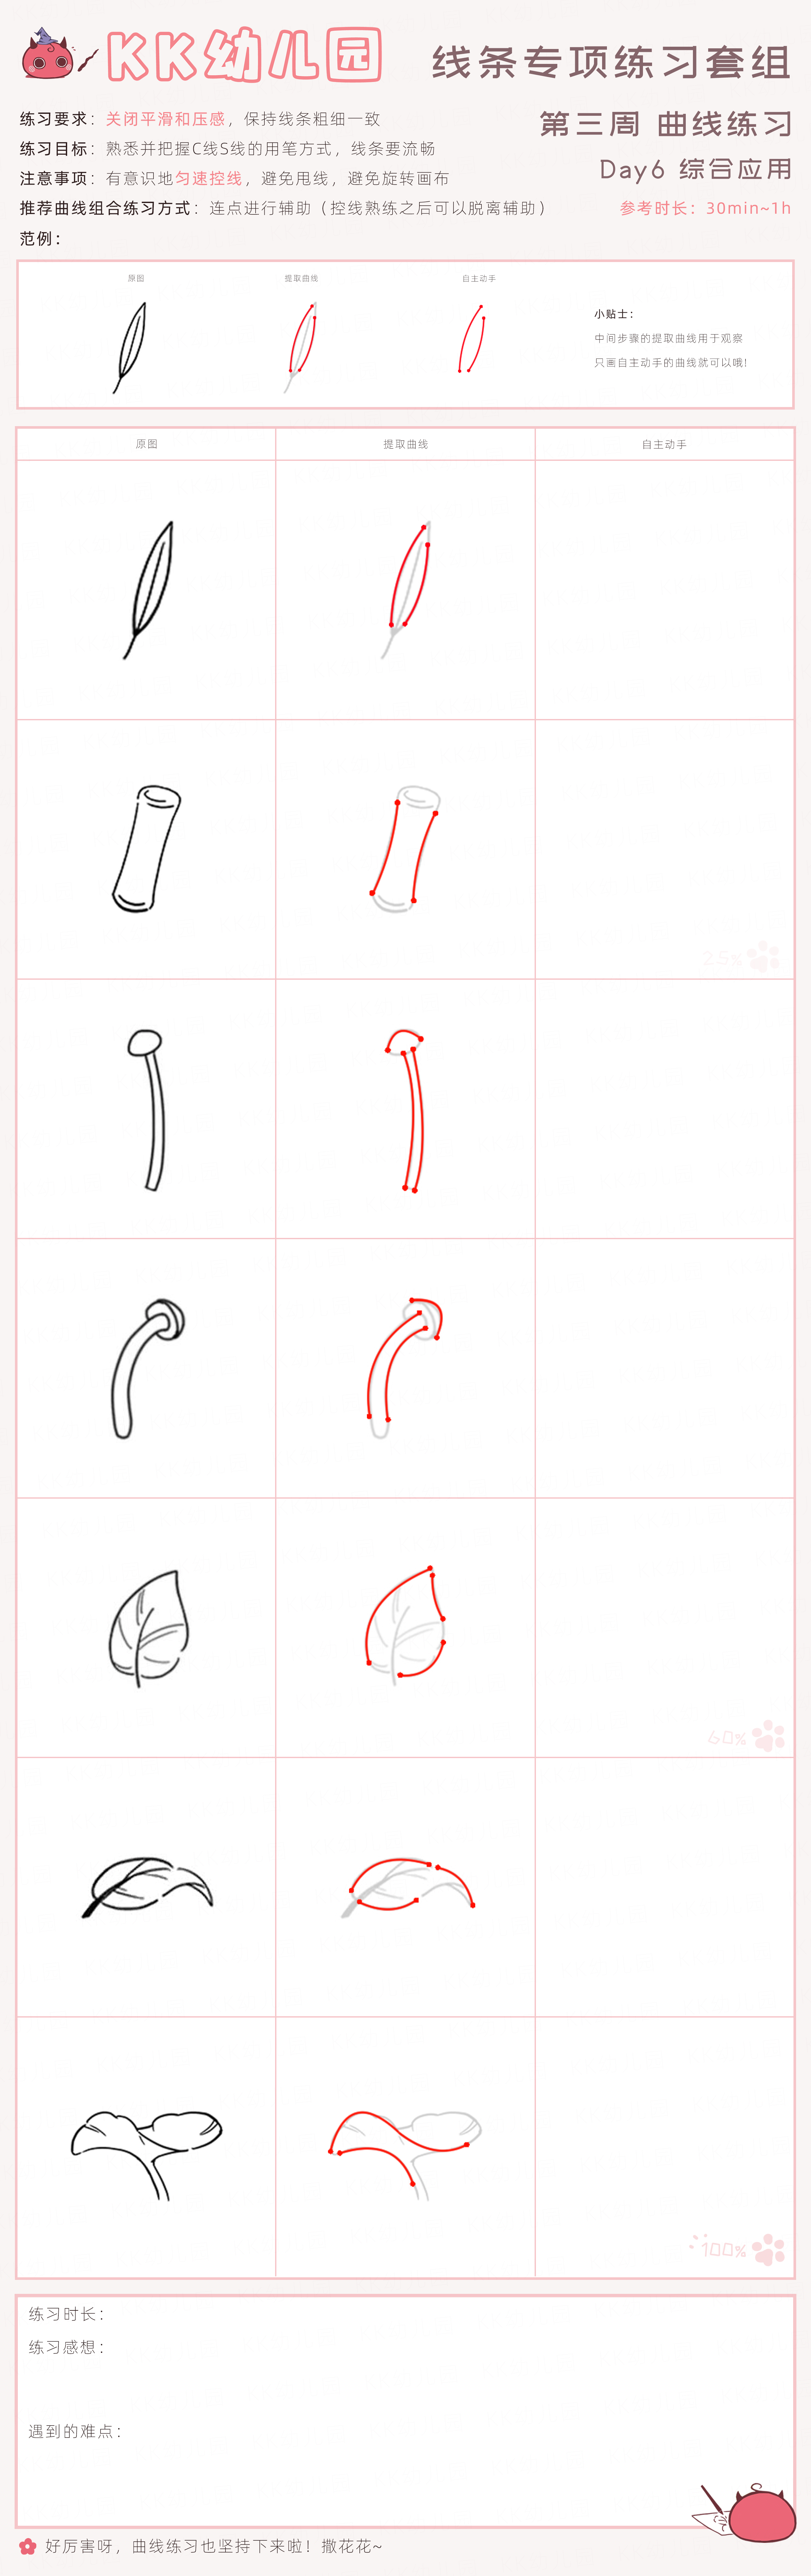 KK幼儿园
线条专项练习套组
第三周 曲线练习
Day6 综合应用
参考时长：30min~1h
练习要求：关闭平滑和压感，保持线条粗细一致
练习目标：熟悉并把握C线S线的用笔方式，线条要流畅
注意事项：有意识地匀速控线，避免甩线，避免旋转画布
推荐曲线组合练习方式：连点进行辅助（控线熟练之后可以脱离辅助）
范例：
原图 提取曲线 自主动手
小贴士：
中间步骤的提取曲线用于观察
只画自主动手的曲线就可以哦!
原图 提取曲线 自主动手
25%
60%
100%
练习时长：
练习感想：
遇到的难点：
好厉害呀，曲线练习也坚持下来啦！撒花花~